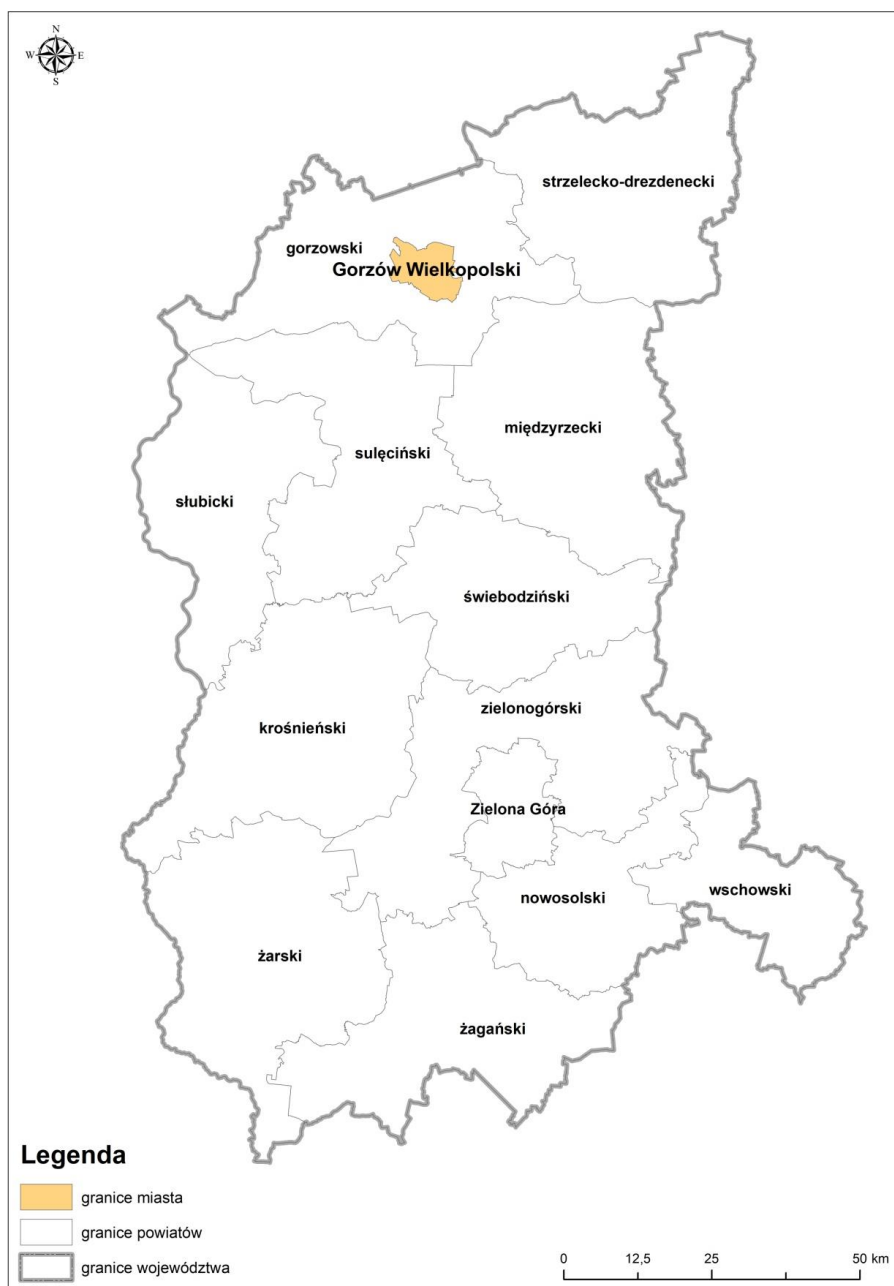 N
W E
S
strzelecko-drezdenecki
gorzowski
Gorzów Wielkopolski
międzyrzecki
sulęciński
słubicki
świebodziński
zielonogórski
krośnieński
Zielona Góra
wschowski
nowosolski
żarski
żagański
Legenda
granice miasta
granice powiatów
granice województwa
0 12,5 25 50 km